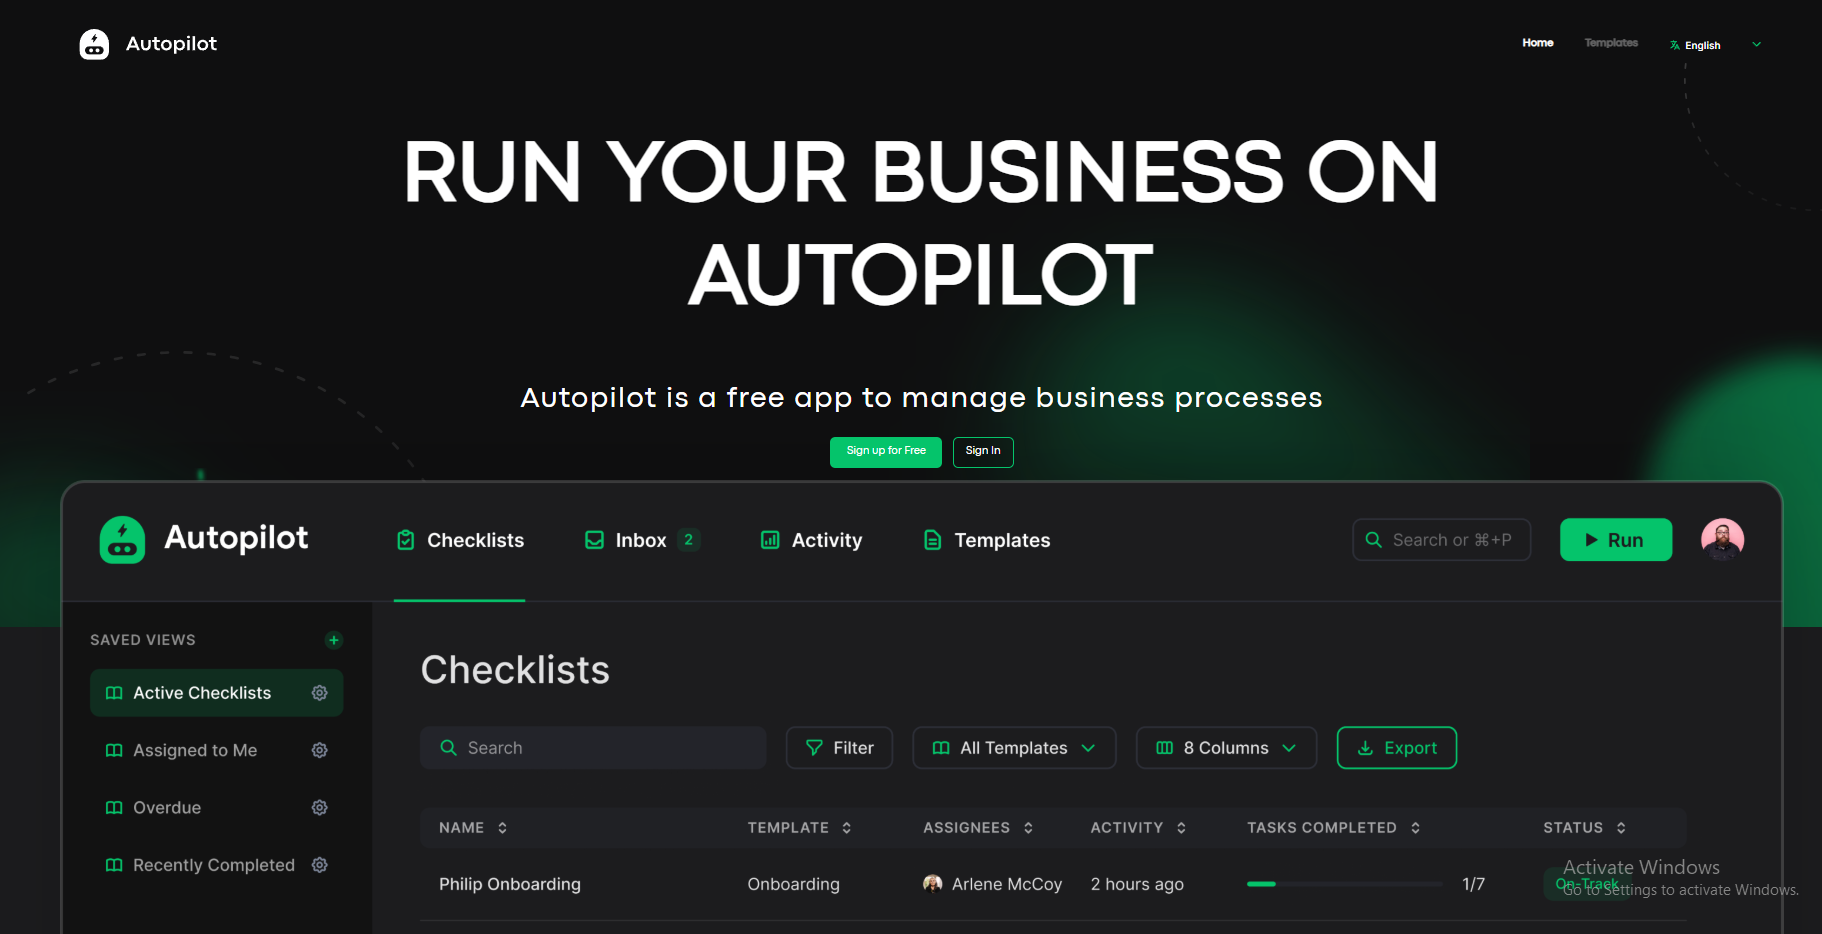 Autopilot
Home Templates English
RUN YOUR BUSINESS ON
AUTOPILOT
Autopilot is a free app to manage business processes
Sign up for Free Sign In
Autopilot Checklists Inbox 2 Activity Templates Search or ⌘+P Run
SAVED VIEWS +
Active Checklists
Assigned to Me
Overdue
Recently Completed
Checklists
Search Filter All Templates 8 Columns Export
NAME TEMPLATE ASSIGNEES ACTIVITY TASKS COMPLETED STATUS
Philip Onboarding Onboarding Arlene McCoy 2 hours ago 1/7 On-Track
Activate Windows
Go to Settings to activate Windows.